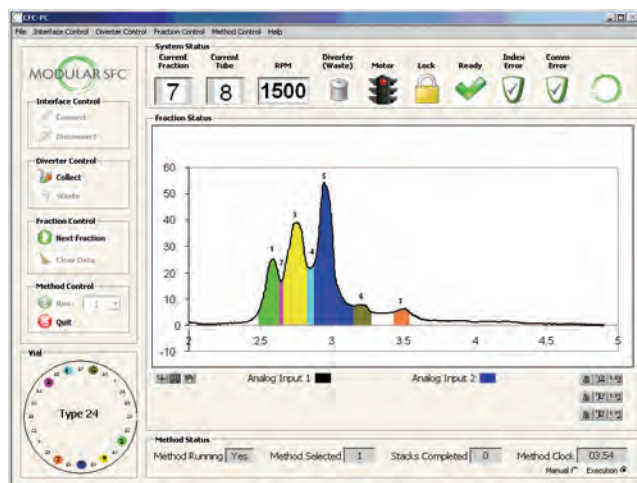 CFC-PC
File Interface Control Diverter Control Fraction Control Method Control Help
MODULAR SFC
System Status
Current Fraction
Current Tube
RPM
Diverter (Waste)
Motor
Lock
Ready
Index Error
Comm Error
7
8
1500
Interface Control
Connect
Disconnect
Diverter Control
Collect
Waste
Fraction Control
Next Fraction
Clear Data
Method Control
Run: 1
Quit
Vial
Type 24
Fraction Status
60
50
40
30
20
10
0
-10
2 2.5 3 3.5 4 4.5 5
1
2
3
4
5
6
7
Analog Input 1
Analog Input 2
Method Status
Method Running Yes Method Selected 1 Stacks Completed 0 Method Clock 03:54
Manual Execution